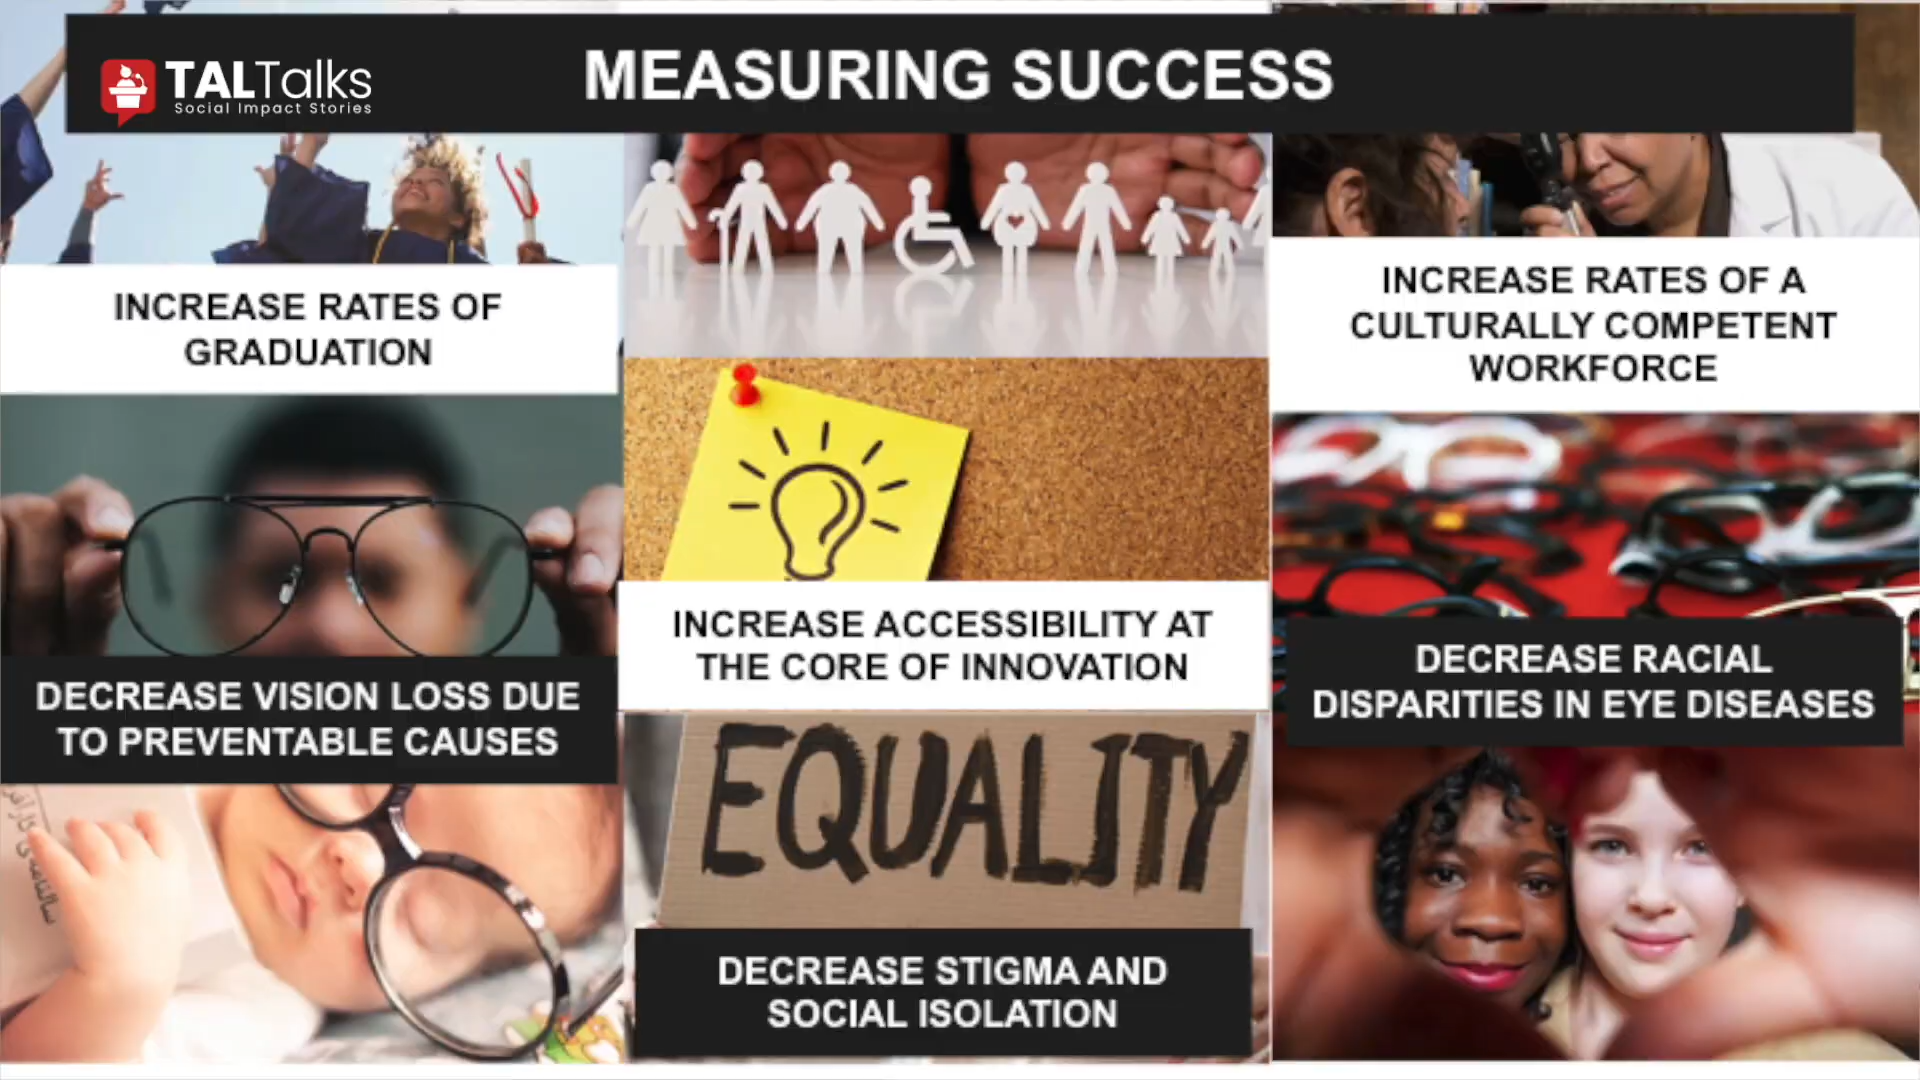 TALTalks
Social Impact Stories
MEASURING SUCCESS
INCREASE RATES OF
GRADUATION
DECREASE VISION LOSS DUE
TO PREVENTABLE CAUSES
INCREASE ACCESSIBILITY AT
THE CORE OF INNOVATION
EQUALITY
DECREASE STIGMA AND
SOCIAL ISOLATION
INCREASE RATES OF A
CULTURALLY COMPETENT
WORKFORCE
DECREASE RACIAL
DISPARITIES IN EYE DISEASES